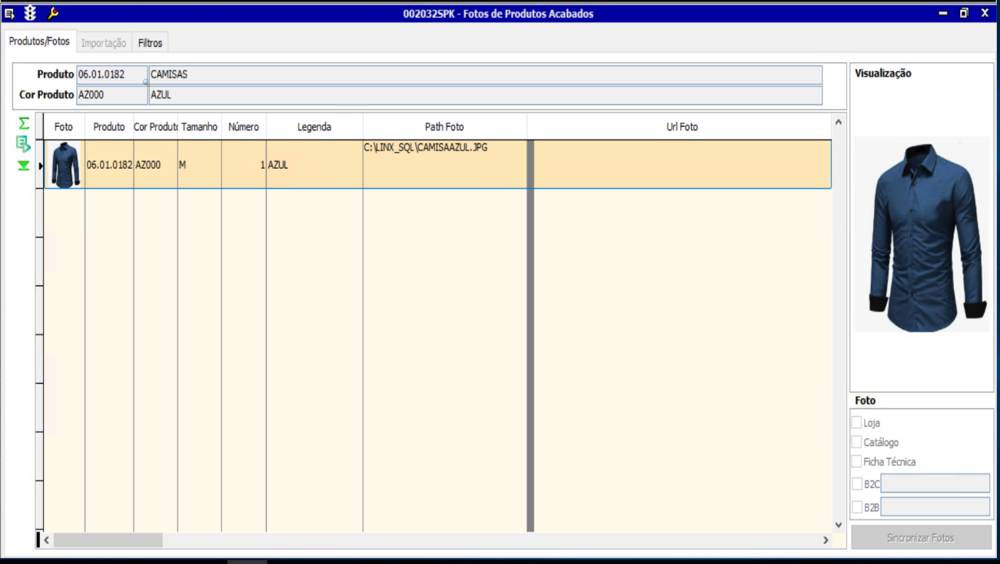 002032SPK - Fotos de Produtos Acabados
Produtos/Fotos Importação Filtros
Produto 06.01.0182 CAMISAS
Cor Produto AZ000 AZUL
Visualização
Foto Produto Cor Produto Tamanho Número Legenda Path Foto Url Foto
C:\LINX_SQL\CAMISAAZUL.JPG
06.01.0182 AZ000 M 1 AZUL
Foto
Loja
Catálogo
Ficha Técnica
B2C
B2B
Sincronizar Fotos